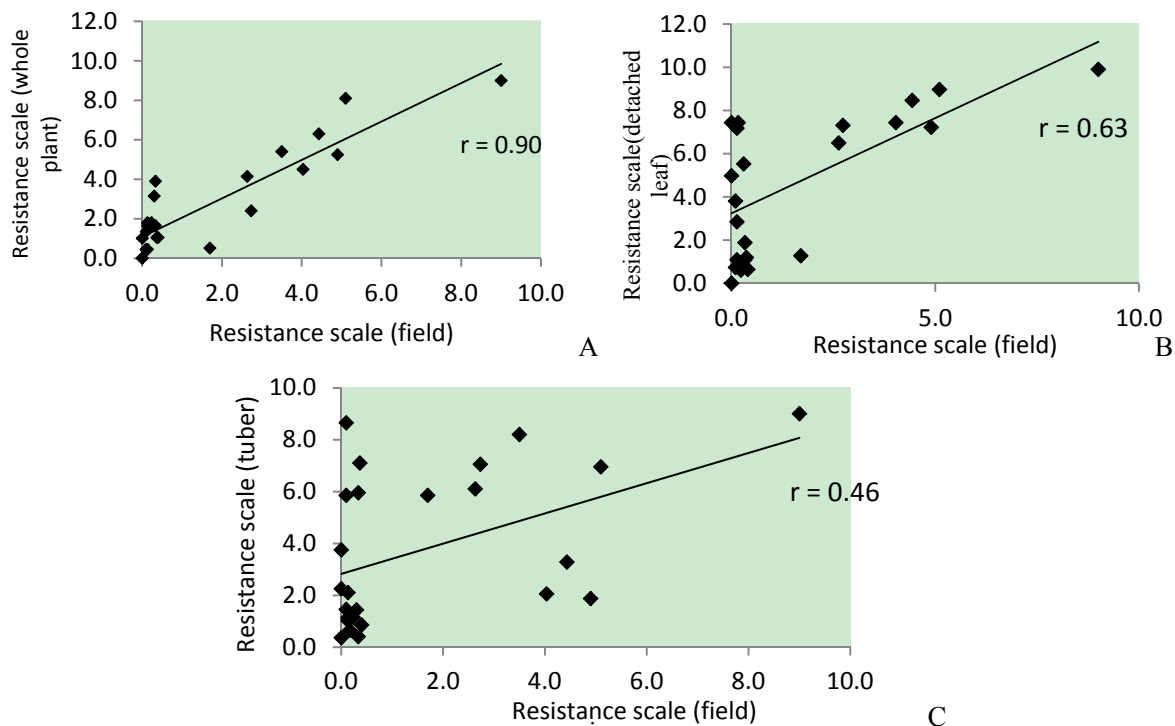 12.0
10.0
8.0
6.0
4.0
2.0
0.0
Resistance scale (whole
plant)
r = 0.90
0.0 2.0 4.0 6.0 8.0 10.0
Resistance scale (field)
A
12.0
10.0
8.0
6.0
4.0
2.0
0.0
Resistance scale(detached
leaf)
r = 0.63
0.0 5.0 10.0
Resistance scale (field)
B
10.0
8.0
6.0
4.0
2.0
0.0
Resistance scale (tuber)
r = 0.46
0.0 2.0 4.0 6.0 8.0 10.0
Resistance scale (field)
C